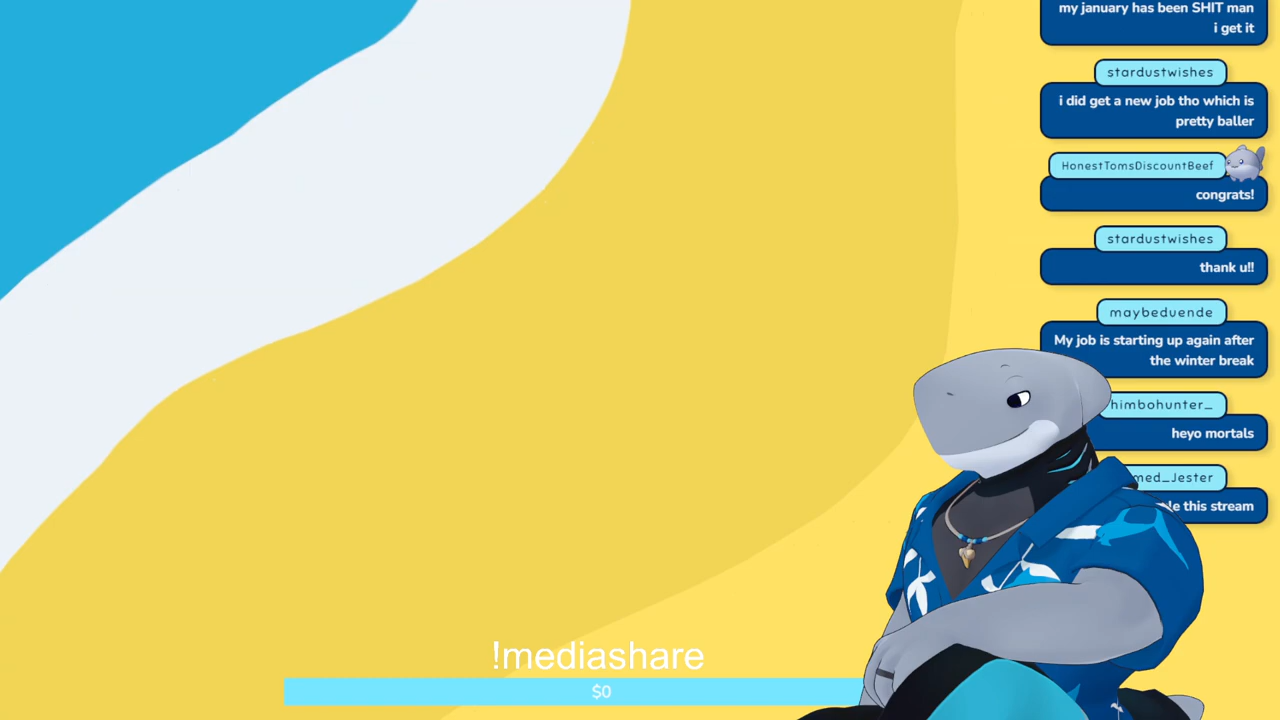 my january has been SHIT man
i get it
stardustwishes
i did get a new job tho which is
pretty baller
HonestTomsDiscountBeef
congrats!
stardustwishes
thank u!!
maybeduende
My job is starting up again after
the winter break
himbohunter_
heyo mortals
med_Jester
this stream
!mediashare
$0